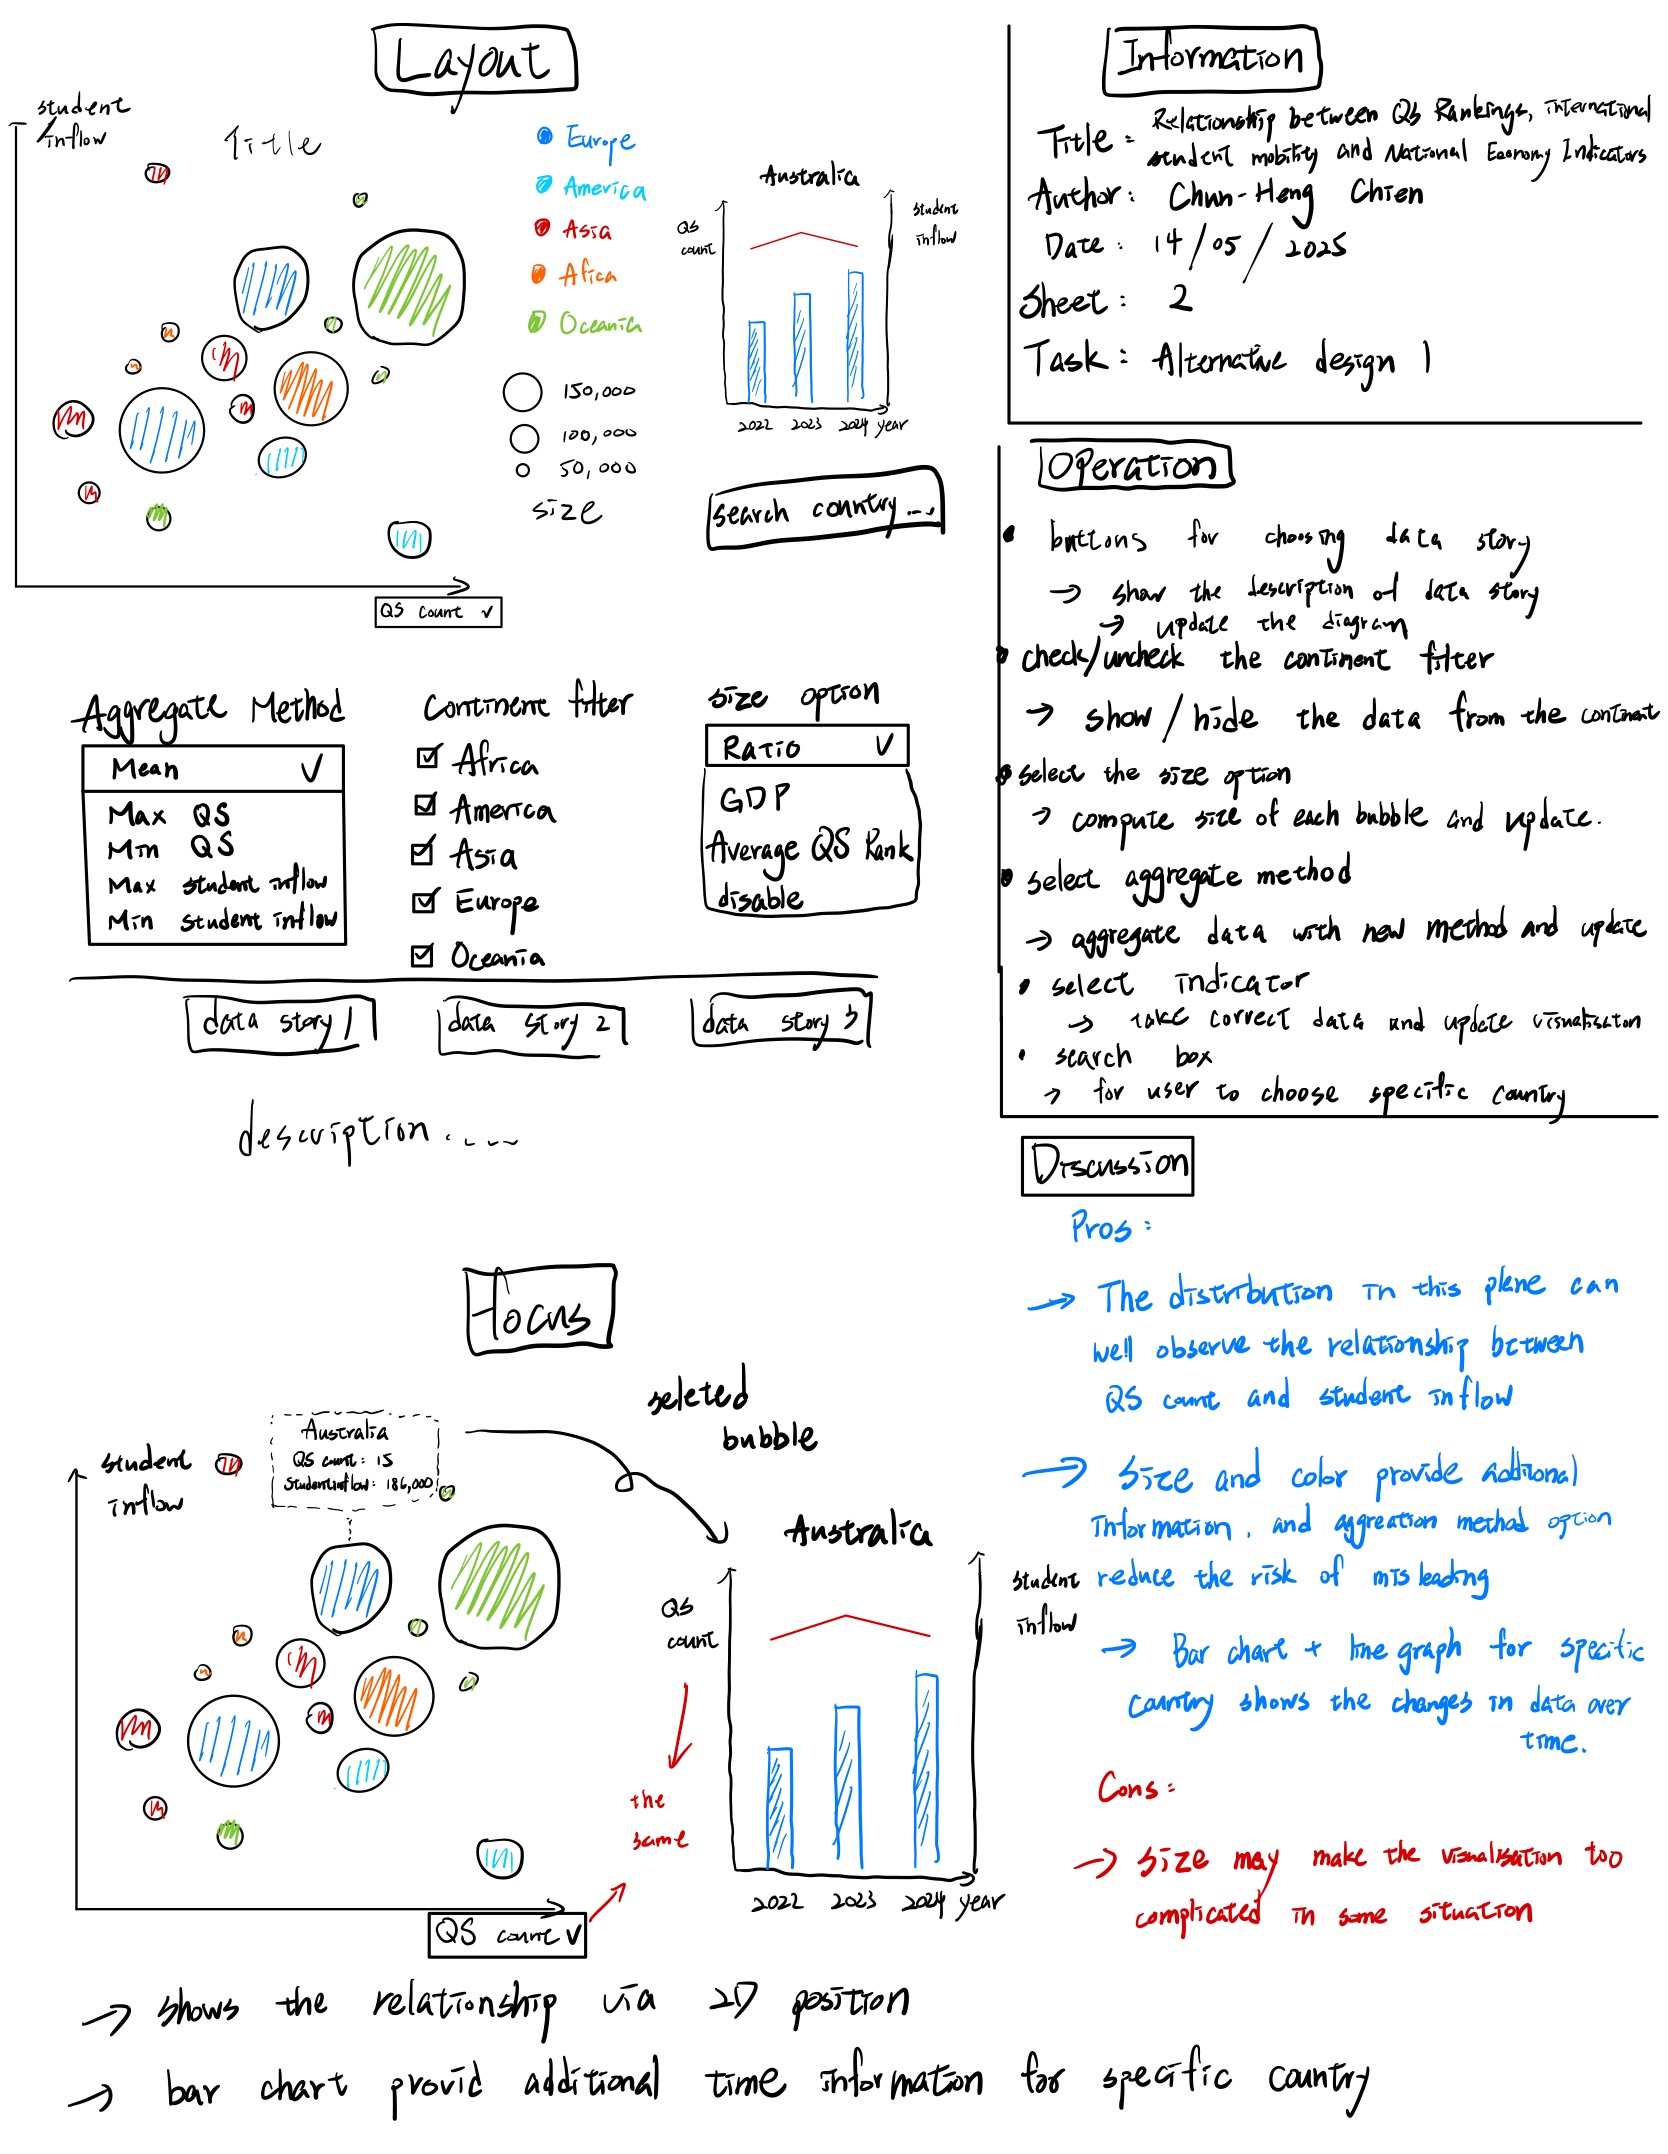 Layout
student
inflow
Title
Europe
America
Asia
Africa
Oceania
150,000
100,000
50,000
size
QS count ✓
Australia
QS
count
student
inflow
2022 2023 2024 year
search country...
Aggregate Method
Mean ✓
Max QS
Min QS
Max student inflow
Min student inflow
Continent filter
Africa
America
Asia
Europe
Oceania
size option
Ratio ✓
GDP
Average QS Rank
disable
data story 1
data story 2
data story 3
description.....
Focus
seleted
bubble
student
inflow
Australia
QS count: 15
Student inflow: 186,000
QS count ✓
the
same
Australia
QS
count
student
inflow
2022 2023 2024 year
→ shows the relationship via 2D position
→ bar chart provid additional time information for specific country
Information
Title: Relationship between QS Rankings, international
student mobility and National Economy Indicators
Author: Chun-Heng Chien
Date: 14/05/2025
Sheet: 2
Task: Alternative design 1
Operation
• buttons for choosing data story
→ show the description of data story
→ update the diagram
• check/uncheck the continent filter
→ show/hide the data from the continent
• select the size option
→ compute size of each bubble and update.
• select aggregate method
→ aggregate data with new method and update
• select indicator
→ take correct data and update visualisaton
• search box
→ for user to choose specific country
Discussion
Pros:
→ The distribution in this plane can
well observe the relationship between
QS count and student inflow
→ Size and color provide additional
information, and aggreation method option
reduce the risk of misleading
→ Bar chart + line graph for specific
country shows the changes in data over
time.
Cons:
→ size may make the visualisation too
complicated in some situation